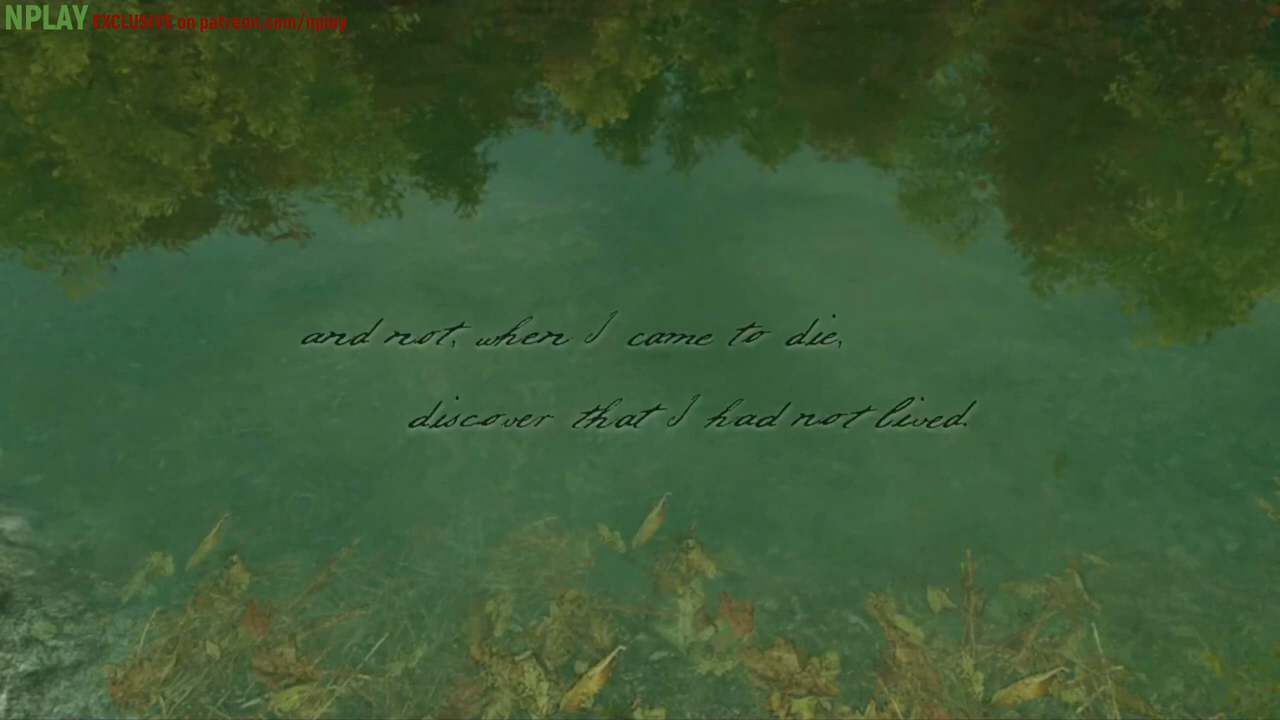 NPLAY EXCLUSIVE on patreon.com/nplay
and not, when I came to die,
discover that I had not lived.